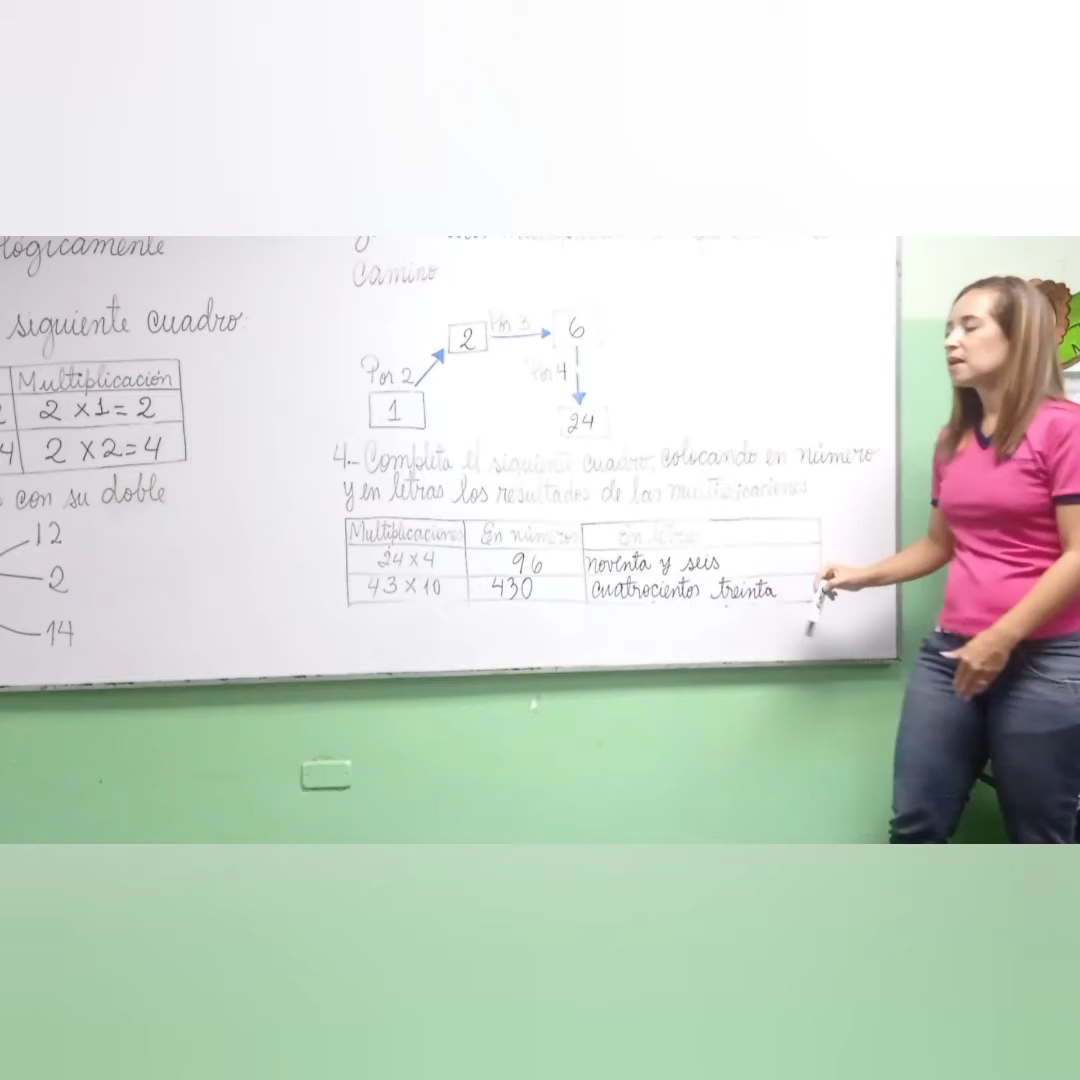 lógicamente
siguiente cuadro:
Multiplicación
2 x 1 = 2
4 2 x 2 = 4
con su doble
12
2
14
Camino
Por 2
1
2
Por 3
6
Por 4
24
4.- Completa el siguiente cuadro, colocando en número
y en letras los resultados de las multiplicaciones
Multiplicaciones En números En letras
24 x 4 96 noventa y seis
43 x 10 430 cuatrocientos treinta